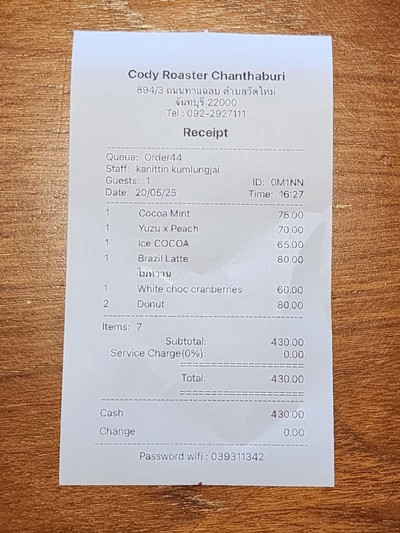 Cody Roaster Chanthaburi
894/3 ถนนท่าแฉลบ ตำบลวัดใหม่
จันทบุรี 22000
Tel : 092-2927111
Receipt
Queue: Order44
Staff: kanittin kumlungjai
Guests: 1 ID: 0M1NN
Date: 20/05/25 Time: 16:27
1 Cocoa Mint 75.00
1 Yuzu x Peach 70.00
1 Ice COCOA 65.00
1 Brazil Latte 80.00
ไม่หวาน
1 White choc cranberries 60.00
2 Donut 80.00
Items: 7
Subtotal: 430.00
Service Charge(0%): 0.00
Total: 430.00
Cash 430.00
Change 0.00
Password wifi : 039311342